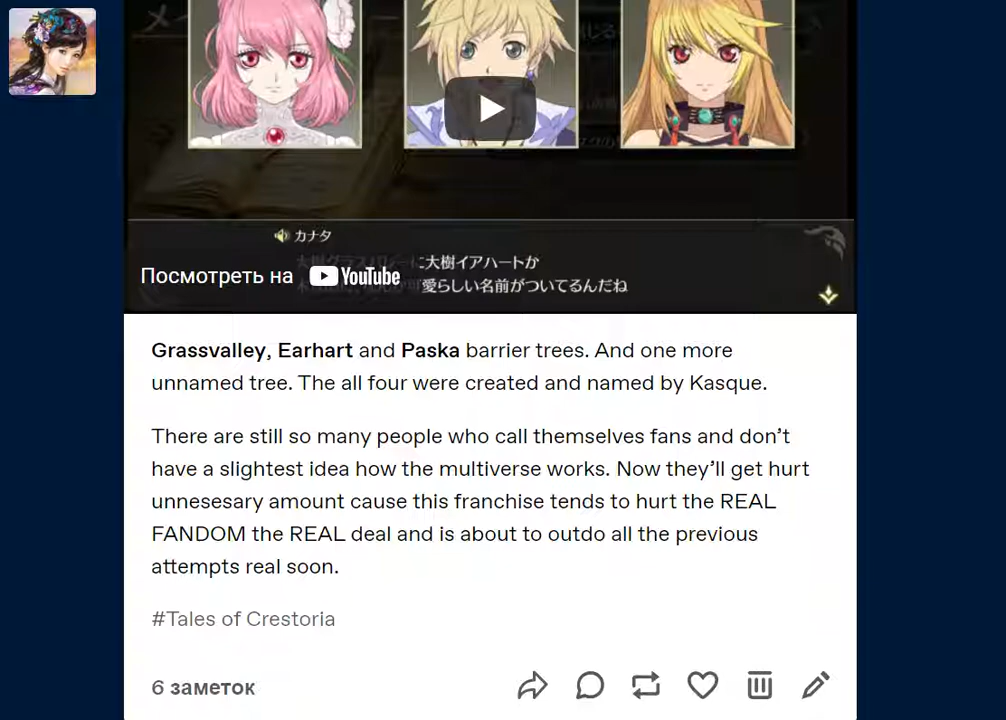 カナタ
に大樹イアハートか
愛らしい名前がついてるんだね
Посмотреть на YouTube
Grassvalley, Earhart and Paska barrier trees. And one more
unnamed tree. The all four were created and named by Kasque.
There are still so many people who call themselves fans and don’t
have a slightest idea how the multiverse works. Now they’ll get hurt
unnesesary amount cause this franchise tends to hurt the REAL
FANDOM the REAL deal and is about to outdo all the previous
attempts real soon.
#Tales of Crestoria
6 заметок